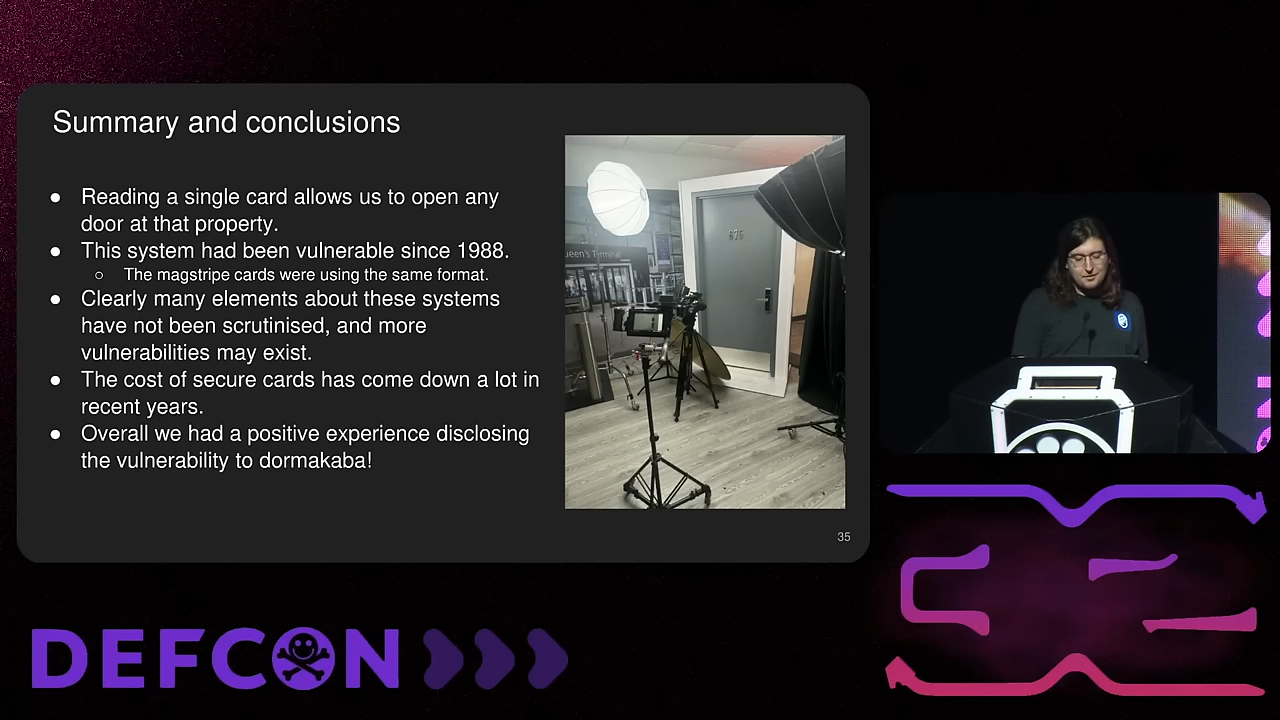 Summary and conclusions
● Reading a single card allows us to open any
door at that property.
● This system had been vulnerable since 1988.
○ The magstripe cards were using the same format.
● Clearly many elements about these systems
have not been scrutinised, and more
vulnerabilities may exist.
● The cost of secure cards has come down a lot in
recent years.
● Overall we had a positive experience disclosing
the vulnerability to dormakaba!
676
ueen's Terminal
35
DEFCON